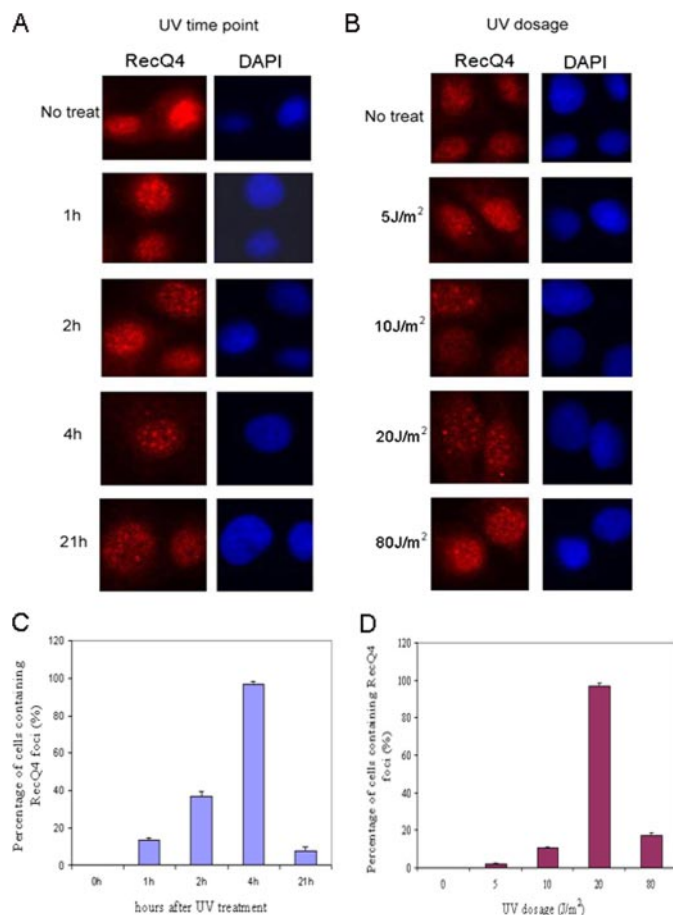 A
UV time point
RecQ4 DAPI
No treat
1h
2h
4h
21h
B
UV dosage
RecQ4 DAPI
No treat
5J/m²
10J/m²
20J/m²
80J/m²
C
Percentage of cells containing
RecQ4 foci (%)
120
100
80
60
40
20
0
0h 1h 2h 4h 21h
hours after UV treatment
D
Percentage of cells containing RecQ4
foci (%)
120
100
80
60
40
20
0
0 5 10 20 80
UV dosage (J/m²)